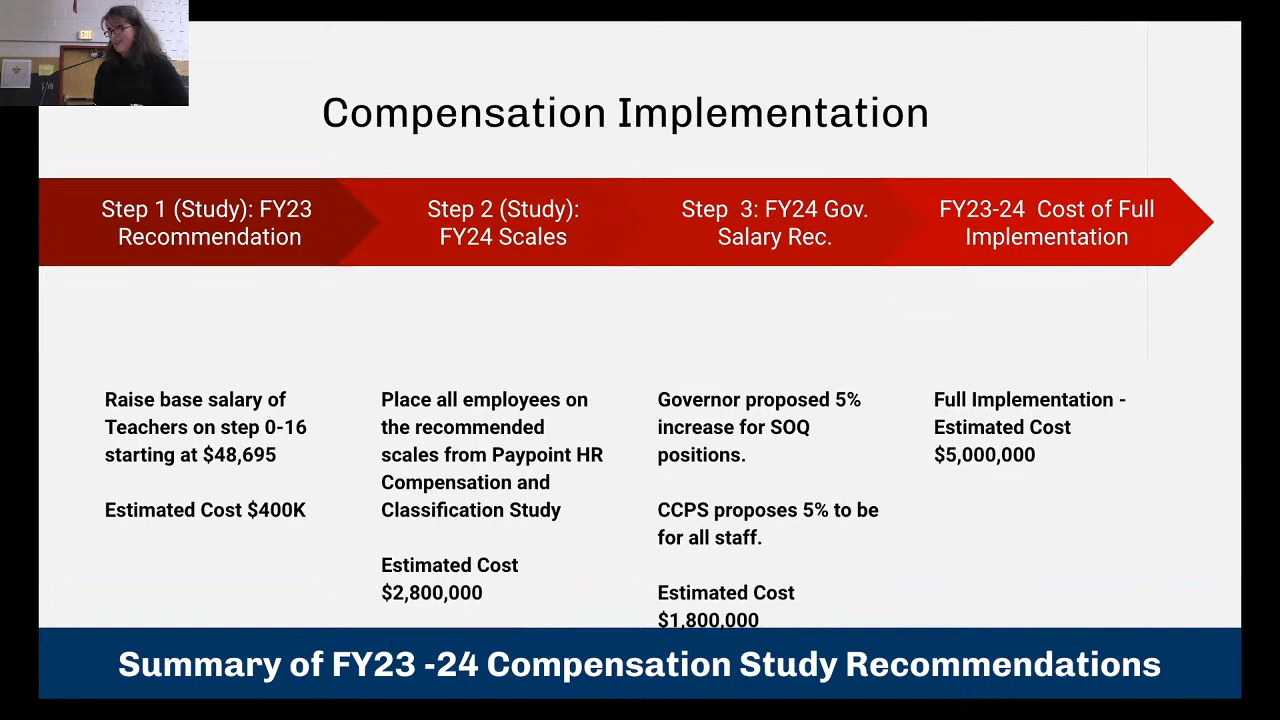 Compensation Implementation
Step 1 (Study): FY23
Recommendation
Step 2 (Study):
FY24 Scales
Step 3: FY24 Gov.
Salary Rec.
FY23-24 Cost of Full
Implementation
Raise base salary of
Teachers on step 0-16
starting at $48,695
Estimated Cost $400K
Place all employees on
the recommended
scales from Paypoint HR
Compensation and
Classification Study
Estimated Cost
$2,800,000
Governor proposed 5%
increase for SOQ
positions.
CCPS proposes 5% to be
for all staff.
Estimated Cost
$1,800,000
Full Implementation -
Estimated Cost
$5,000,000
Summary of FY23 -24 Compensation Study Recommendations
EXIT